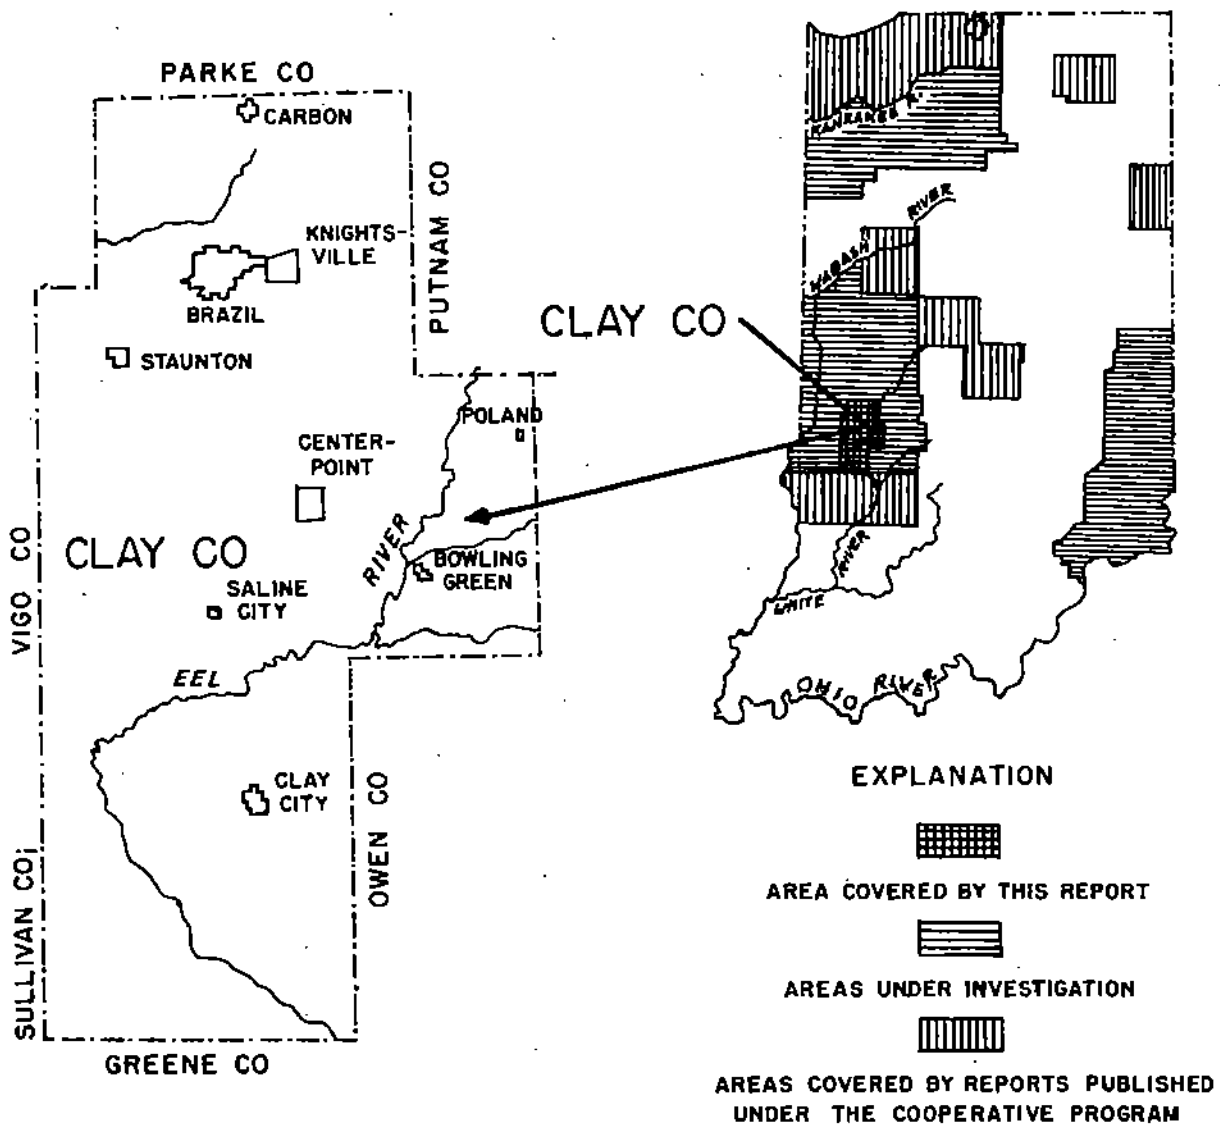 PARKE CO
CARBON
PUTNAM CO
KNIGHTS-
VILLE
BRAZIL
STAUNTON
POLAND
CENTER-
POINT
CLAY CO
RIVER
BOWLING
GREEN
SALINE
CITY
VIGO CO
EEL
CLAY
CITY
OWEN CO
SULLIVAN CO
GREENE CO
CLAY CO
KANKAKEE R.
RIVER
WABASH
RIVER
WHITE
OHIO RIVER
EXPLANATION
AREA COVERED BY THIS REPORT
AREAS UNDER INVESTIGATION
AREAS COVERED BY REPORTS PUBLISHED
UNDER THE COOPERATIVE PROGRAM